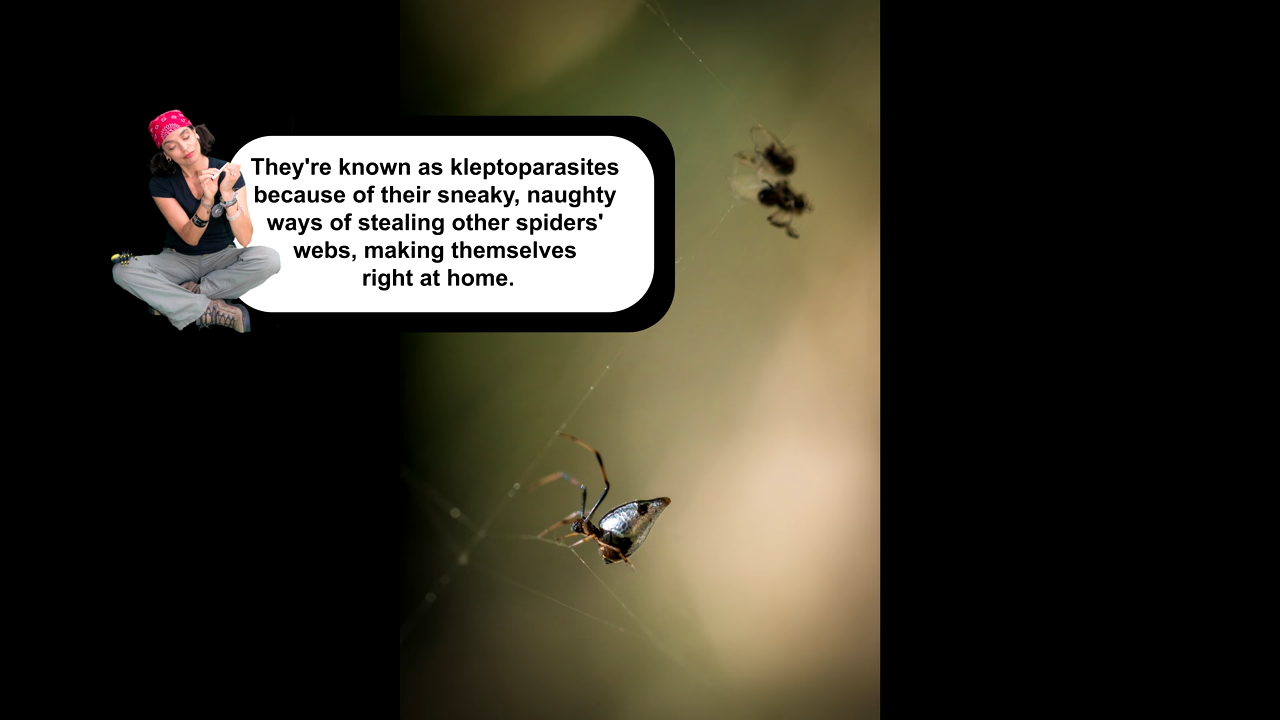 They're known as kleptoparasites
because of their sneaky, naughty
ways of stealing other spiders'
webs, making themselves
right at home.